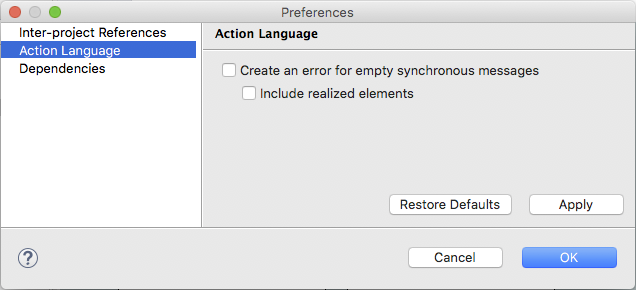 Preferences
Inter-project References
Action Language
Dependencies
Action Language
Create an error for empty synchronous messages
Include realized elements
Restore Defaults
Apply
?
Cancel
OK